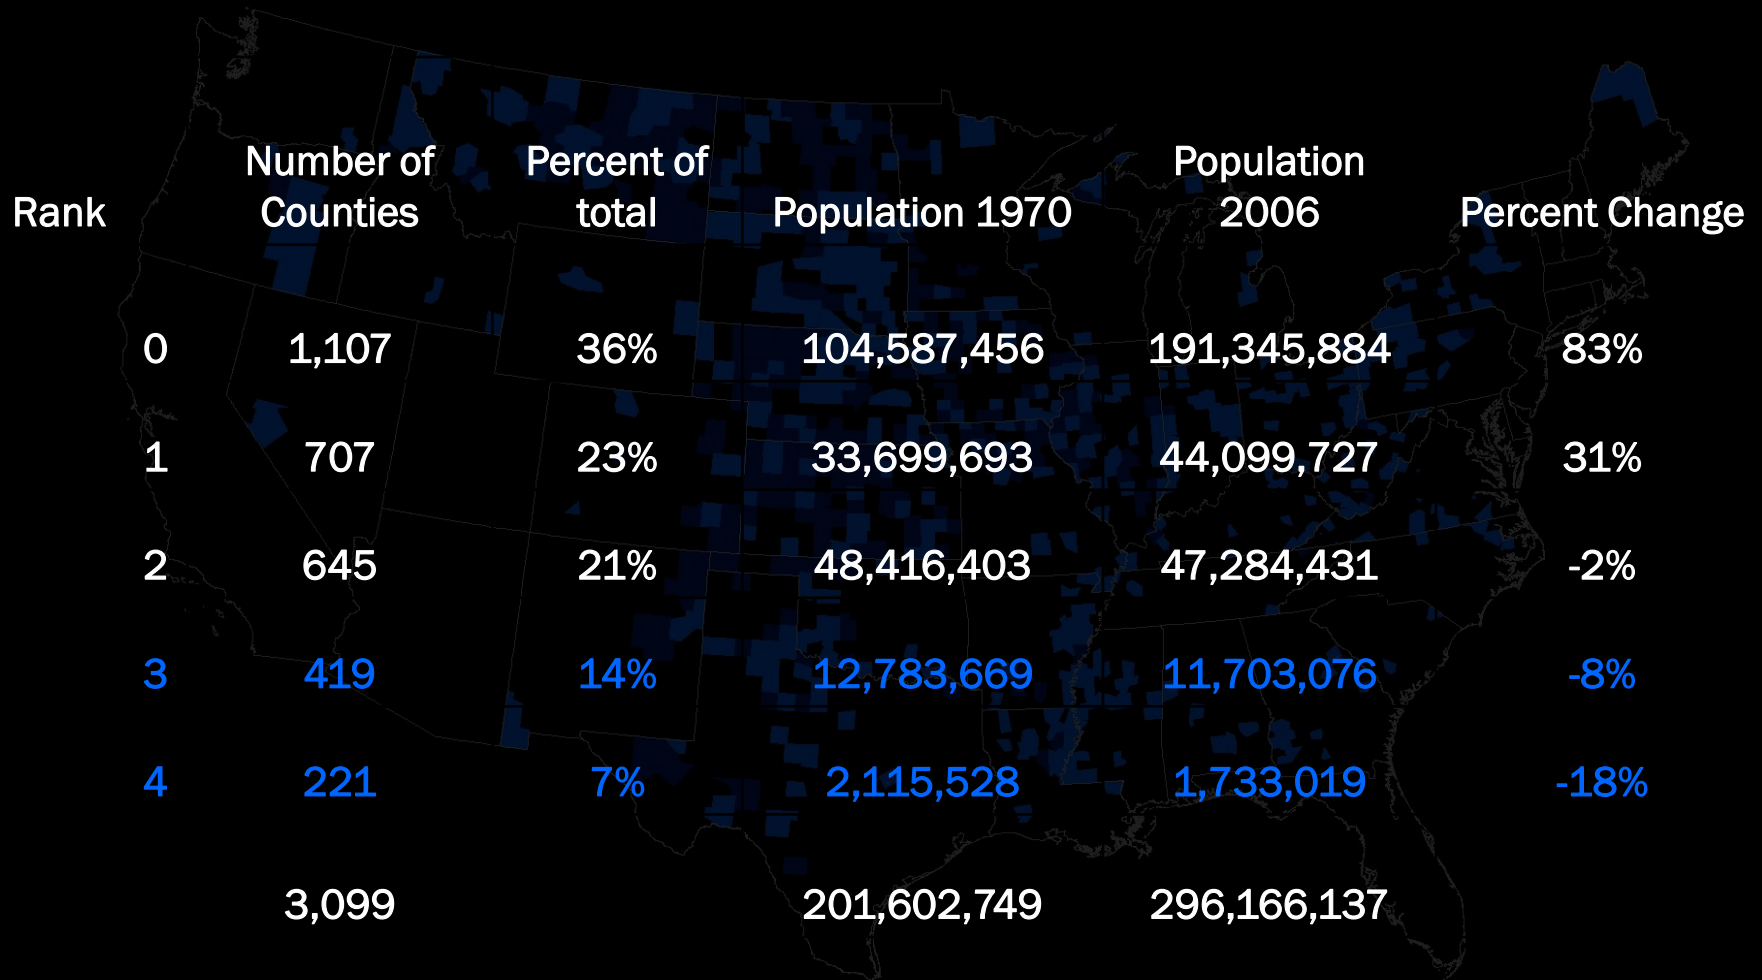 Number of Percent of Population
Rank Counties total Population 1970 2006 Percent Change
0 1,107 36% 104,587,456 191,345,884 83%
1 707 23% 33,699,693 44,099,727 31%
2 645 21% 48,416,403 47,284,431 -2%
3 419 14% 12,783,669 11,703,076 -8%
4 221 7% 2,115,528 1,733,019 -18%
3,099 201,602,749 296,166,137